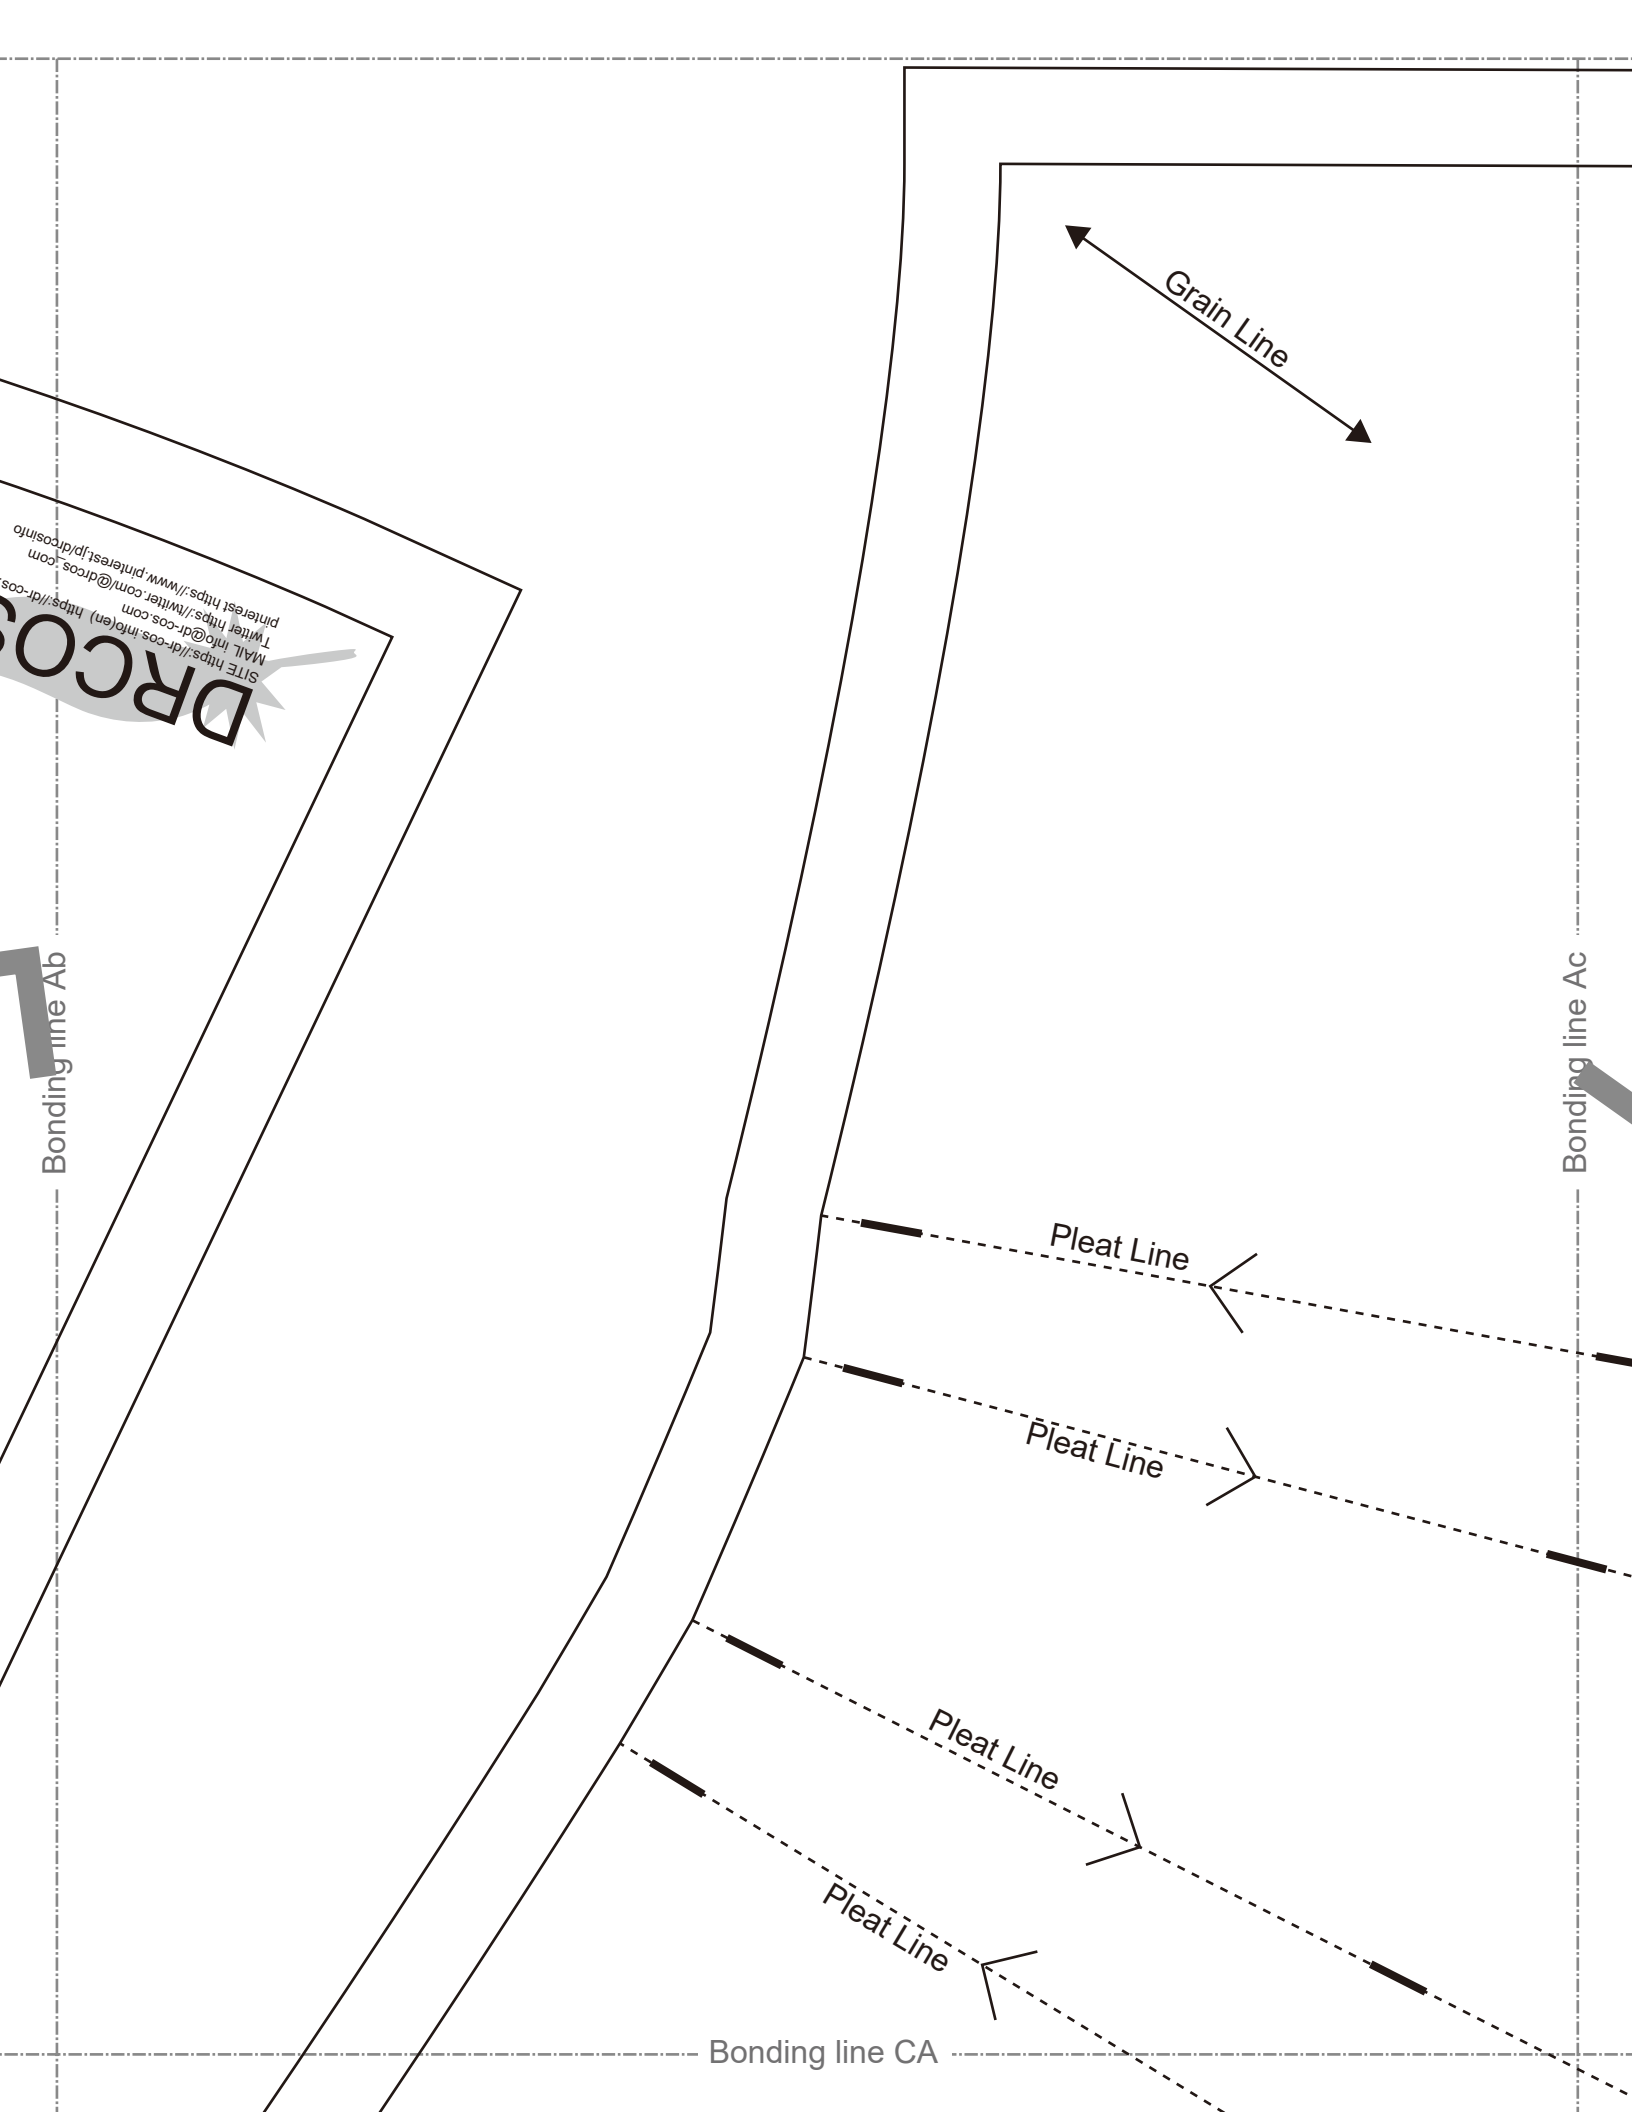 Grain Line
pinterest https://www.pinterest.jp/drcosinfo
Twitter https://twitter.com/@drcos_com
MAIL info@dr-cos.com
SITE https://dr-cos.info(en) https://dr-cos.
DRCOS
Bonding line Ab
Bonding line Ac
Pleat Line
Pleat Line
Pleat Line
Pleat Line
Bonding line CA